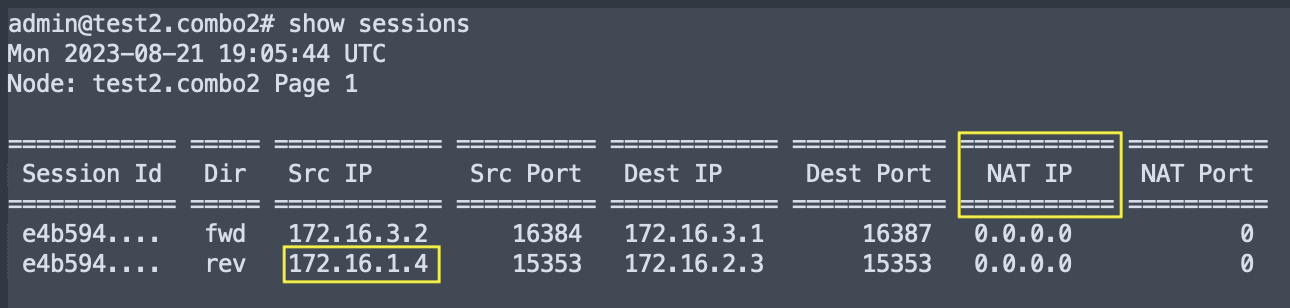 admin@test2.combo2# show sessions
Mon 2023-08-21 19:05:44 UTC
Node: test2.combo2 Page 1
============ ===== ============ ========== ============ =========== =========== =========
Session Id Dir Src IP Src Port Dest IP Dest Port NAT IP NAT Port
============ ===== ============ ========== ============ =========== =========== =========
e4b594.... fwd 172.16.3.2 16384 172.16.3.1 16387 0.0.0.0 0
e4b594.... rev 172.16.1.4 15353 172.16.2.3 15353 0.0.0.0 0